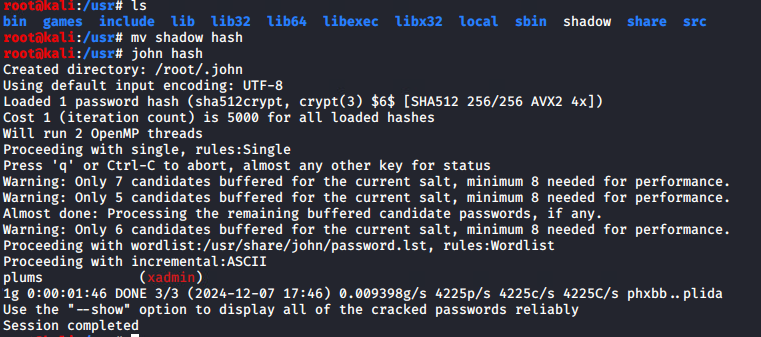 root@kali:/usr# ls
bin games include lib lib32 lib64 libexec libx32 local sbin shadow share src
root@kali:/usr# mv shadow hash
root@kali:/usr# john hash
Created directory: /root/.john
Using default input encoding: UTF-8
Loaded 1 password hash (sha512crypt, crypt(3) $6$ [SHA512 256/256 AVX2 4x])
Cost 1 (iteration count) is 5000 for all loaded hashes
Will run 2 OpenMP threads
Proceeding with single, rules:Single
Press 'q' or Ctrl-C to abort, almost any other key for status
Warning: Only 7 candidates buffered for the current salt, minimum 8 needed for performance.
Warning: Only 5 candidates buffered for the current salt, minimum 8 needed for performance.
Almost done: Processing the remaining buffered candidate passwords, if any.
Warning: Only 6 candidates buffered for the current salt, minimum 8 needed for performance.
Proceeding with wordlist:/usr/share/john/password.lst, rules:Wordlist
Proceeding with incremental:ASCII
plums (xadmin)
1g 0:00:01:46 DONE 3/3 (2024-12-07 17:46) 0.009398g/s 4225p/s 4225c/s 4225C/s phxbb..plida
Use the "--show" option to display all of the cracked passwords reliably
Session completed